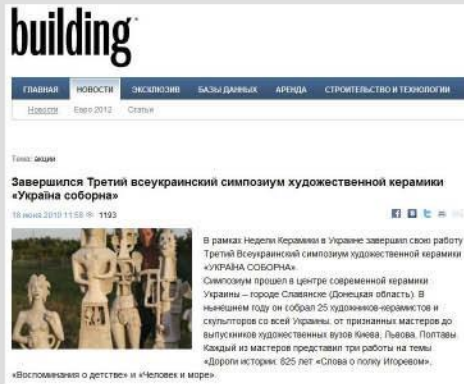 building
ГЛАВНАЯ НОВОСТИ ЭКСКЛЮЗИВ БАЗЫ ДАННЫХ АРЕНДА СТРОИТЕЛЬСТВО И ТЕХНОЛОГИИ
Новости Евро 2012 Статьи
Тема: акции
Завершился Третий всеукраинский симпозиум художественной керамики
«Україна соборна»
2010 11:58 1193
В рамках Недели Керамики в Украине завершил свою работу
Третий Всеукраинский симпозиум художественной керамики
«УКРАЇНА СОБОРНА».
Симпозиум прошел в центре современной керамики
Украины – городе Славянске (Донецкая область). В
нынешнем году он собрал 25 художников-керамистов и
скульпторов со всей Украины, от признанных мастеров до
выпускников художественных вузов Киева, Львова, Полтавы.
Каждый из мастеров представил три работы на темы
«Дороги истории: 825 лет «Слова о полку Игоревом»,
«Воспоминания о детстве» и «Человек и море».